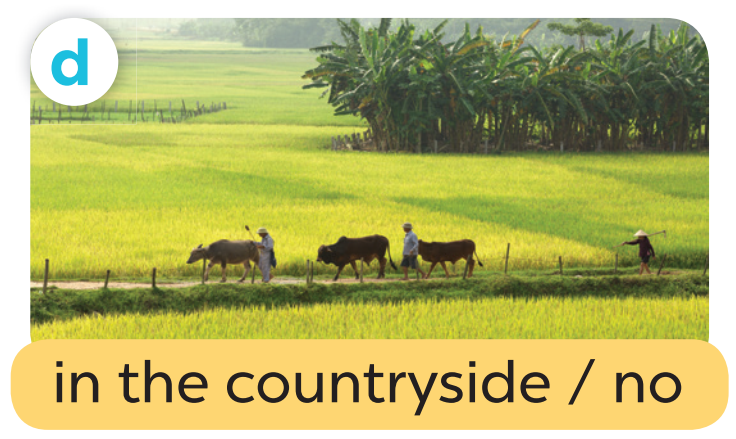 d
in the countryside / no